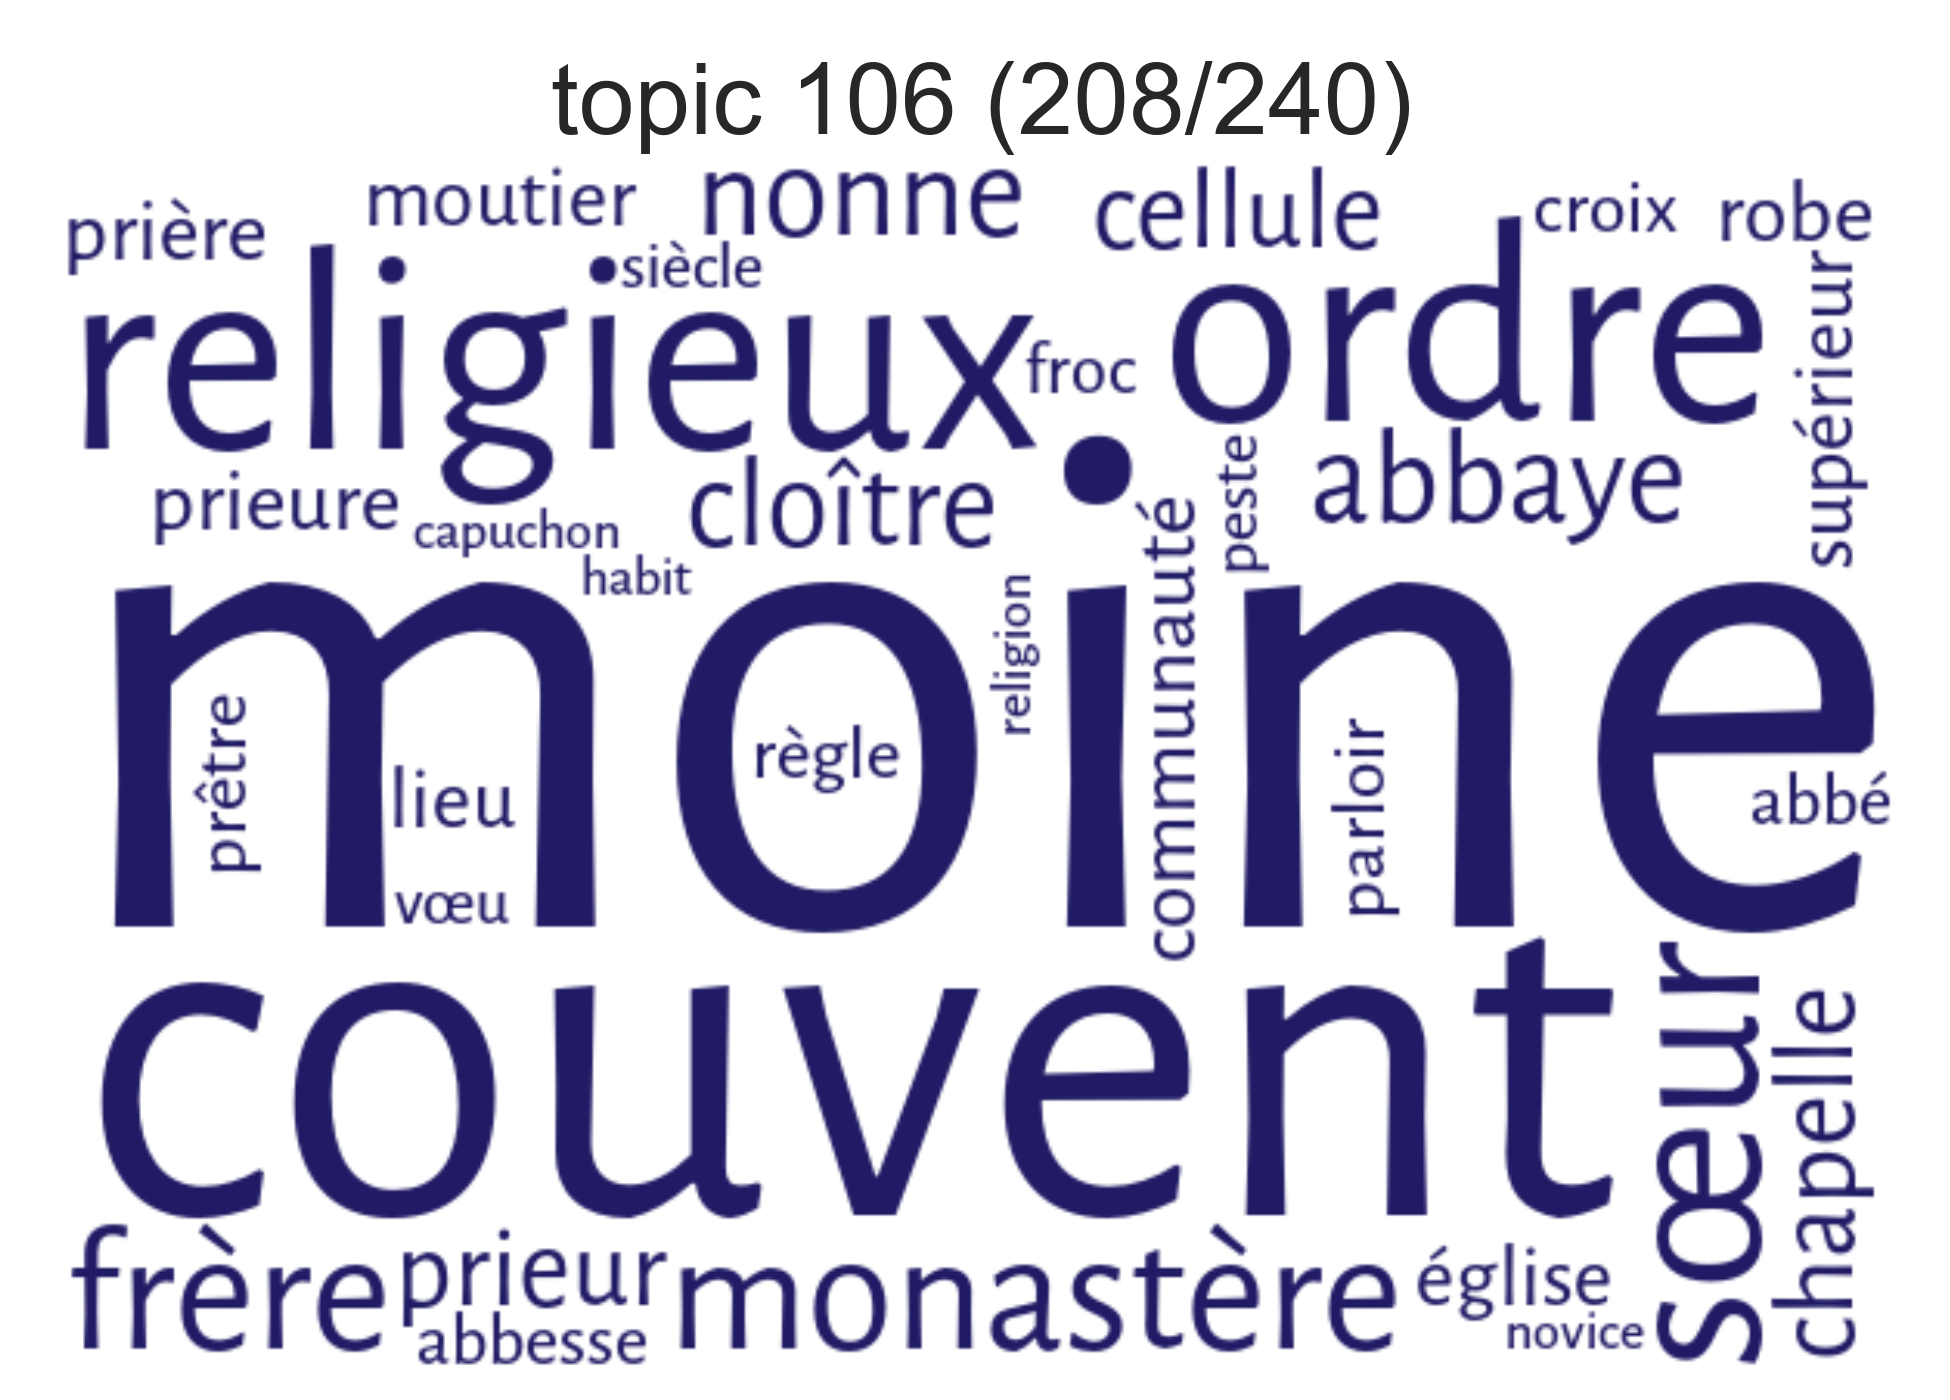 topic 106 (208/240)
prière
moutier
nonne
cellule
croix
robe
siècle
religieux
froc
ordre
supérieur
prieure
capuchon
habit
cloître
peste
abbaye
moine
religion
communauté
prêtre
lieu
vœu
règle
parloir
abbé
couvent
sœur
chapelle
frère
prieur
abbesse
monastère
église
novice